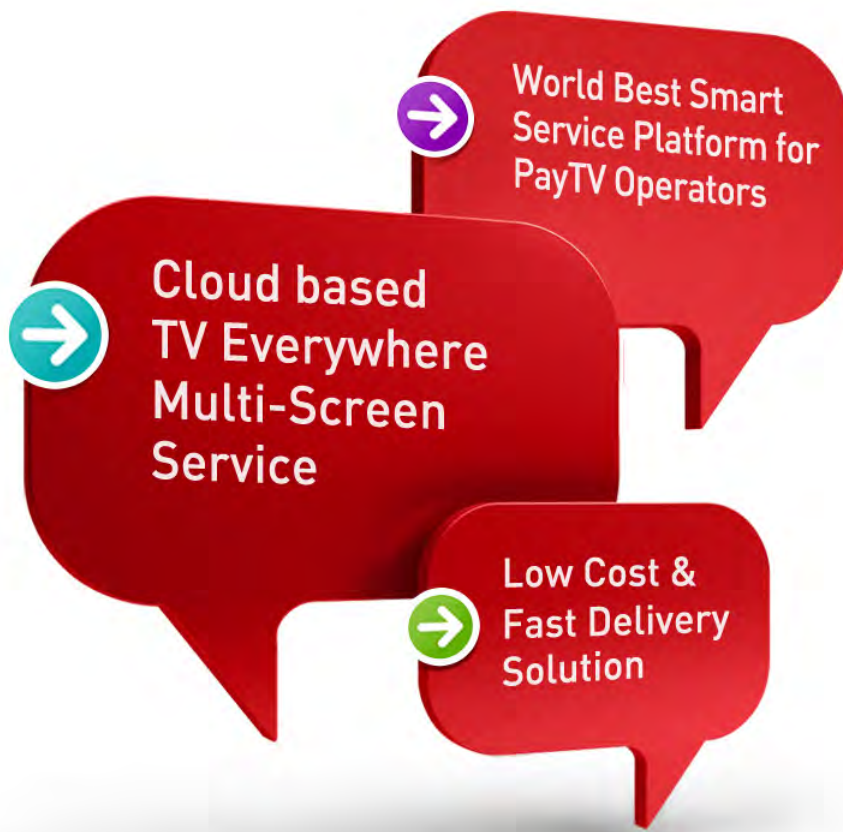 World Best Smart
Service Platform for
PayTV Operators
Cloud based
TV Everywhere
Multi-Screen
Service
Low Cost &
Fast Delivery
Solution